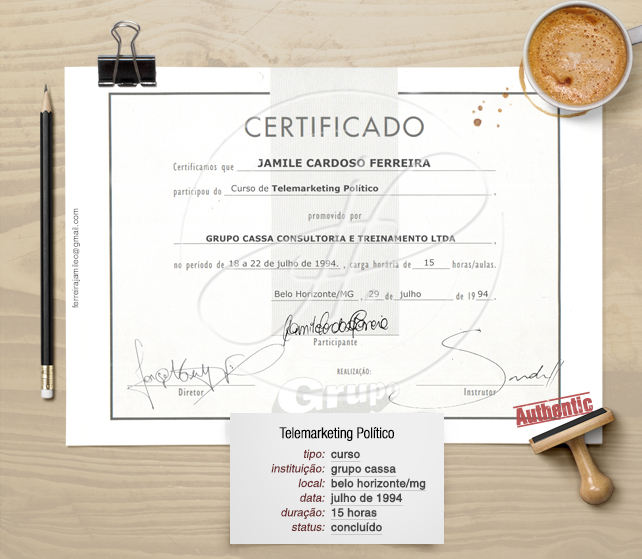 CERTIFICADO
Certificamos que JAMILE CARDOSO FERREIRA
participou do Curso de Telemarketing Político ,
promovido por
GRUPO CASSA CONSULTORIA E TREINAMENTO LTDA ,
no período de 18 a 22 de julho de 1994. , carga horária de 15 horas/aulas.
Belo Horizonte/MG , 29 de julho de 19 94 .
Participante
REALIZAÇÃO:
Diretor
Instrutor
Grupo
ferreirajamileo@gmail.com
Authentic
Telemarketing Político
tipo: curso
instituição: grupo cassa
local: belo horizonte/mg
data: julho de 1994
duração: 15 horas
status: concluído